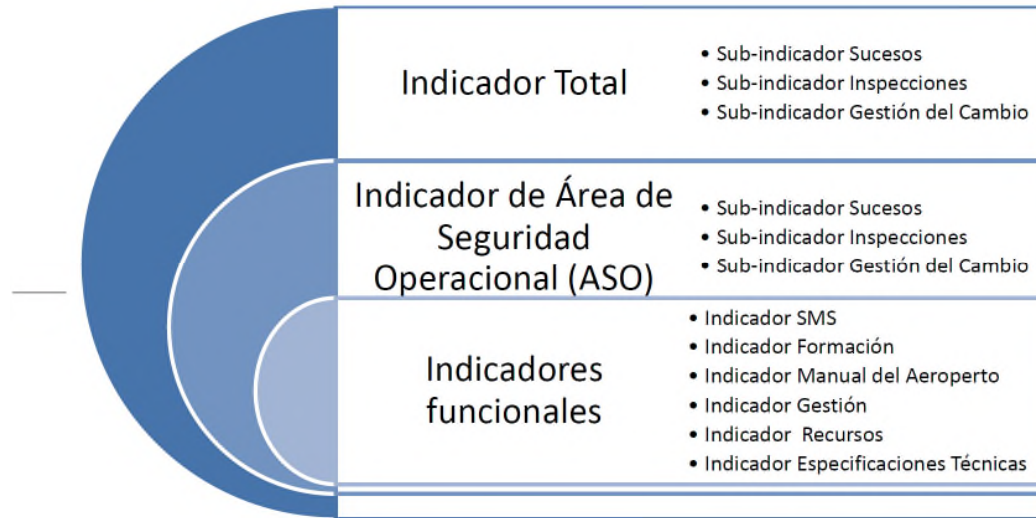 Indicador Total
• Sub-indicador Sucesos
• Sub-indicador Inspecciones
• Sub-indicador Gestión del Cambio
Indicador de Área de
Seguridad
Operacional (ASO)
• Sub-indicador Sucesos
• Sub-indicador Inspecciones
• Sub-indicador Gestión del Cambio
Indicadores
funcionales
• Indicador SMS
• Indicador Formación
• Indicador Manual del Aeroperto
• Indicador Gestión
• Indicador Recursos
• Indicador Especificaciones Técnicas